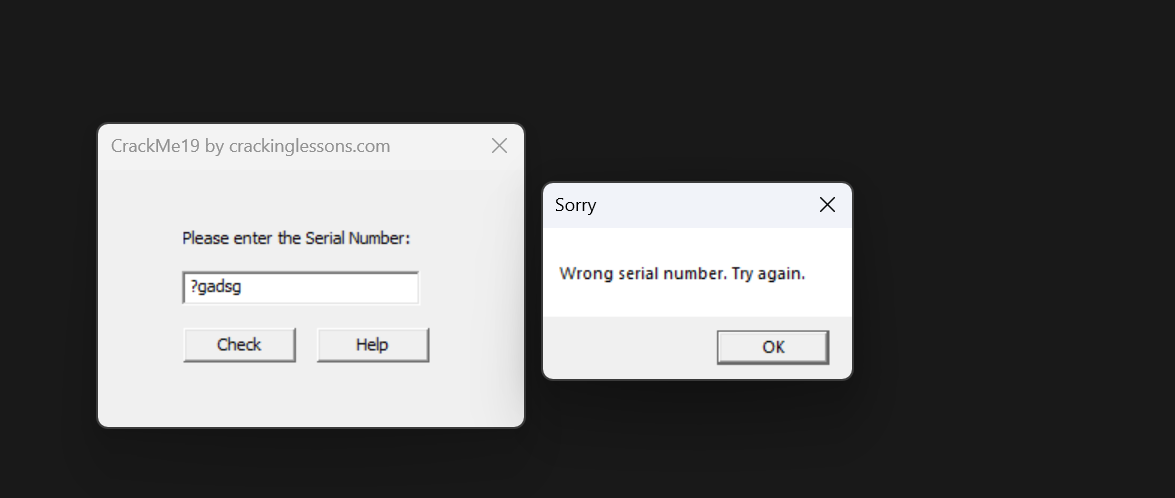 CrackMe19 by crackinglessons.com
Please enter the Serial Number:
?gadsg
Check
Help
Sorry
Wrong serial number. Try again.
OK